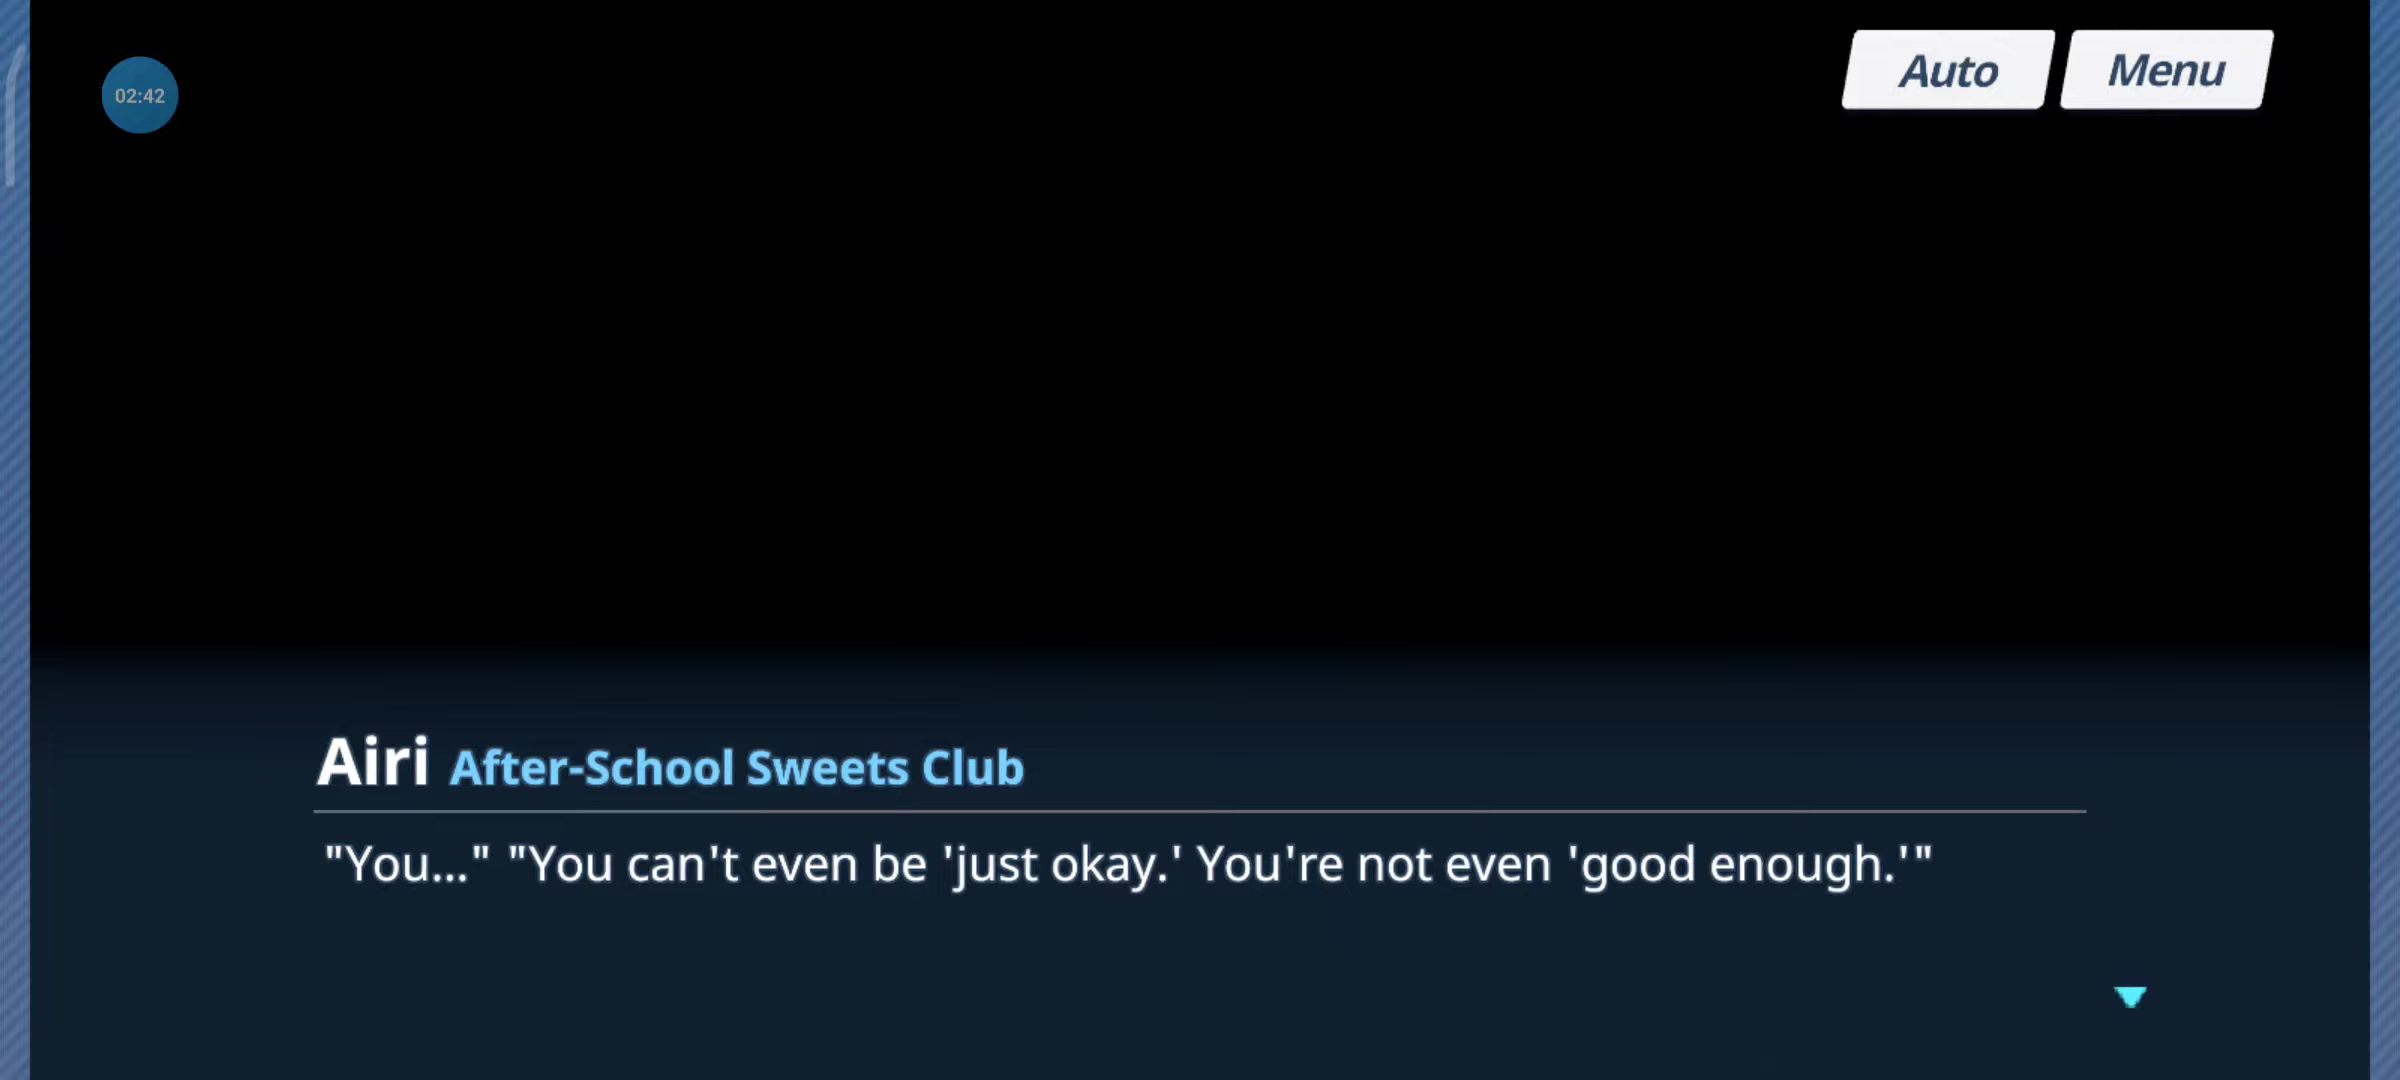 02:42
Auto Menu
Airi After-School Sweets Club
"You..." "You can't even be 'just okay.' You're not even 'good enough.'"